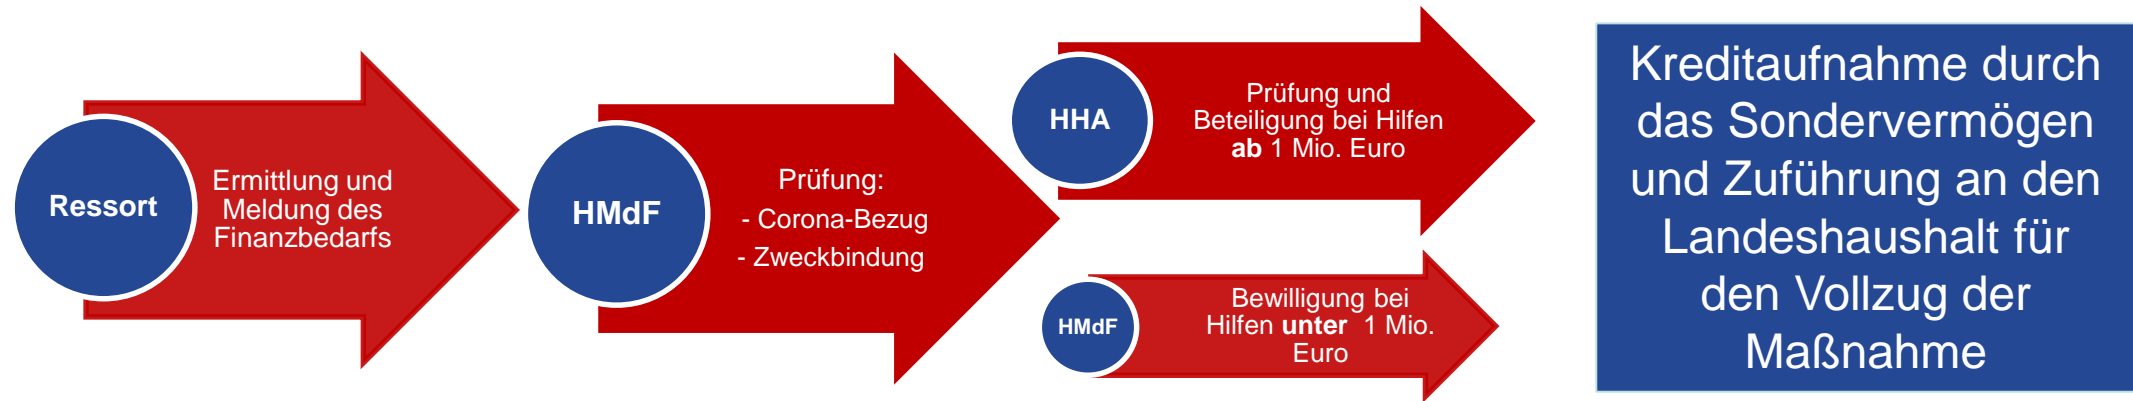 Ressort
Ermittlung und
Meldung des
Finanzbedarfs
HMdF
Prüfung:
- Corona-Bezug
- Zweckbindung
HHA
Prüfung und
Beteiligung bei Hilfen
ab 1 Mio. Euro
HMdF
Bewilligung bei
Hilfen unter 1 Mio.
Euro
Kreditaufnahme durch
das Sondervermögen
und Zuführung an den
Landeshaushalt für
den Vollzug der
Maßnahme